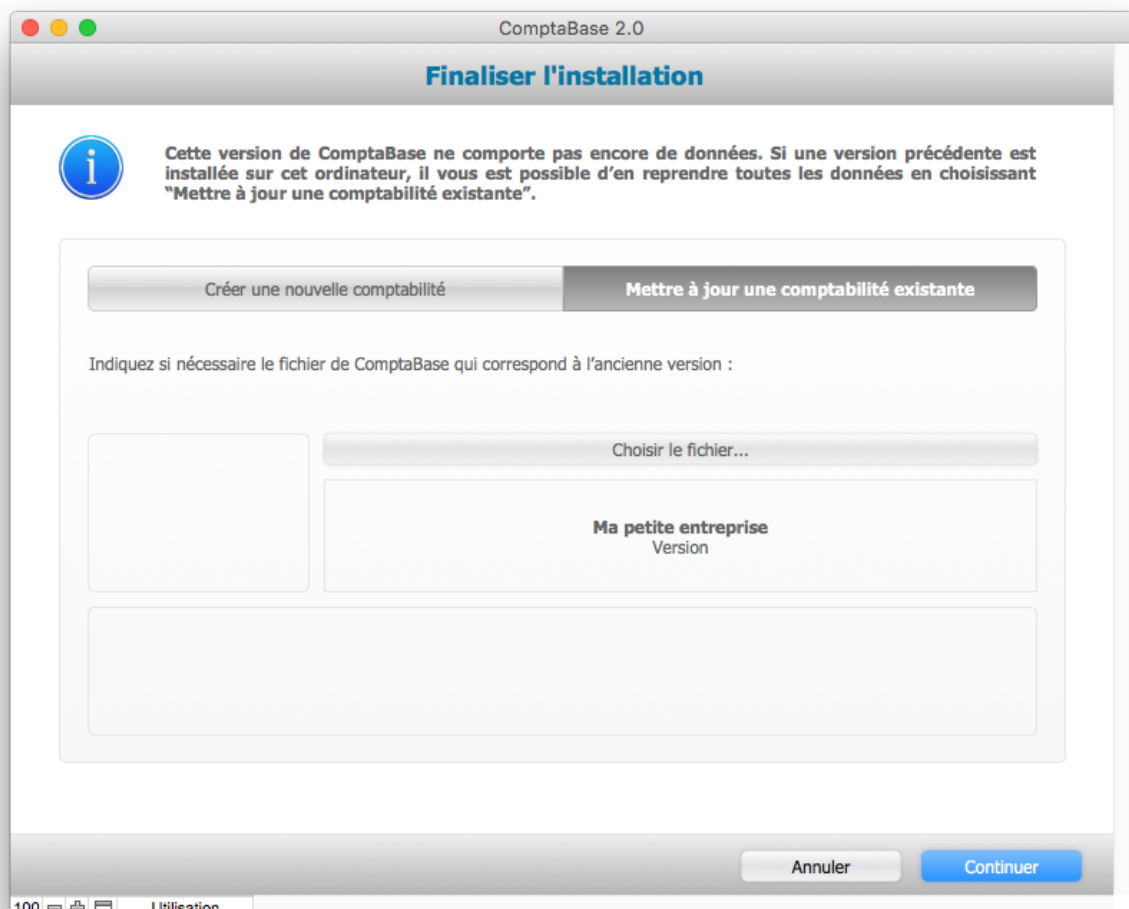 ComptaBase 2.0
Finaliser l'installation
i
Cette version de ComptaBase ne comporte pas encore de données. Si une version précédente est
installée sur cet ordinateur, il vous est possible d’en reprendre toutes les données en choisissant
“Mettre à jour une comptabilité existante”.
Créer une nouvelle comptabilité
Mettre à jour une comptabilité existante
Indiquez si nécessaire le fichier de ComptaBase qui correspond à l’ancienne version :
Choisir le fichier...
Ma petite entreprise
Version
Annuler
Continuer
100
Utilisation